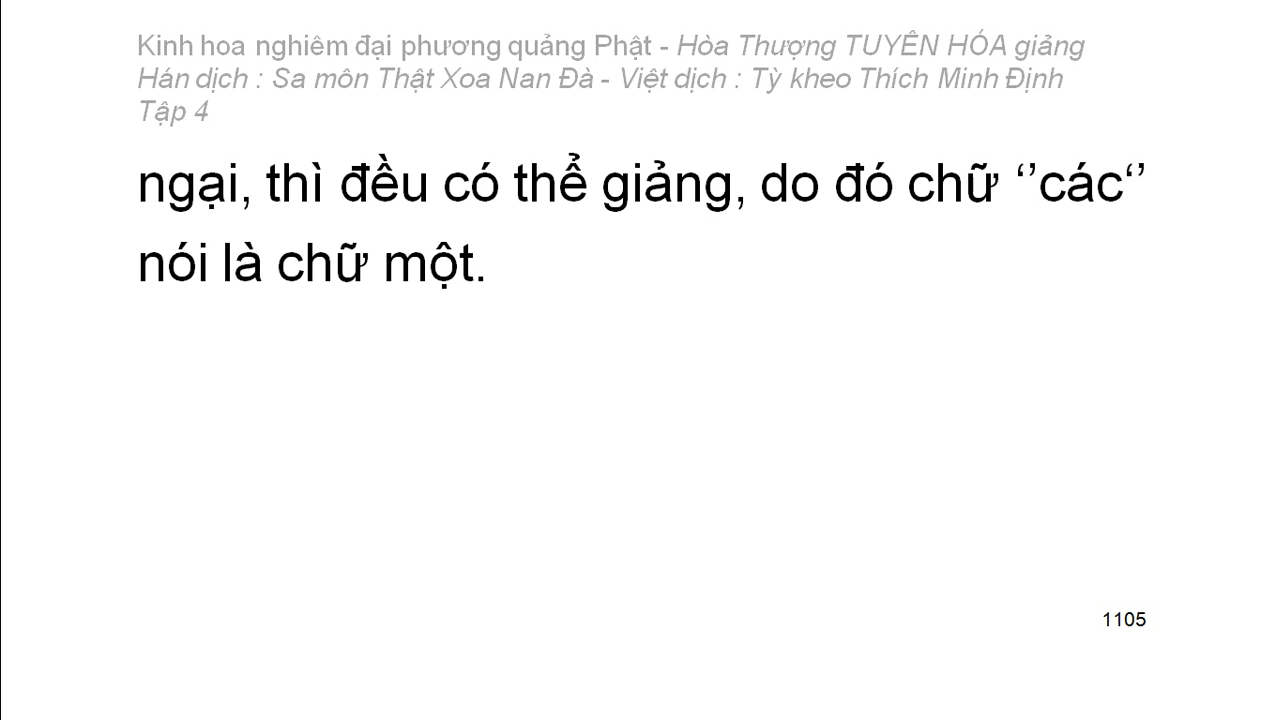 Kinh hoa nghiêm đại phương quảng Phật - Hòa Thượng TUYÊN HÓA giảng
Hán dịch : Sa môn Thật Xoa Nan Đà - Việt dịch : Tỳ kheo Thích Minh Định
Tập 4
ngại, thì đều có thể giảng, do đó chữ ‘’các‘’
nói là chữ một.
1105